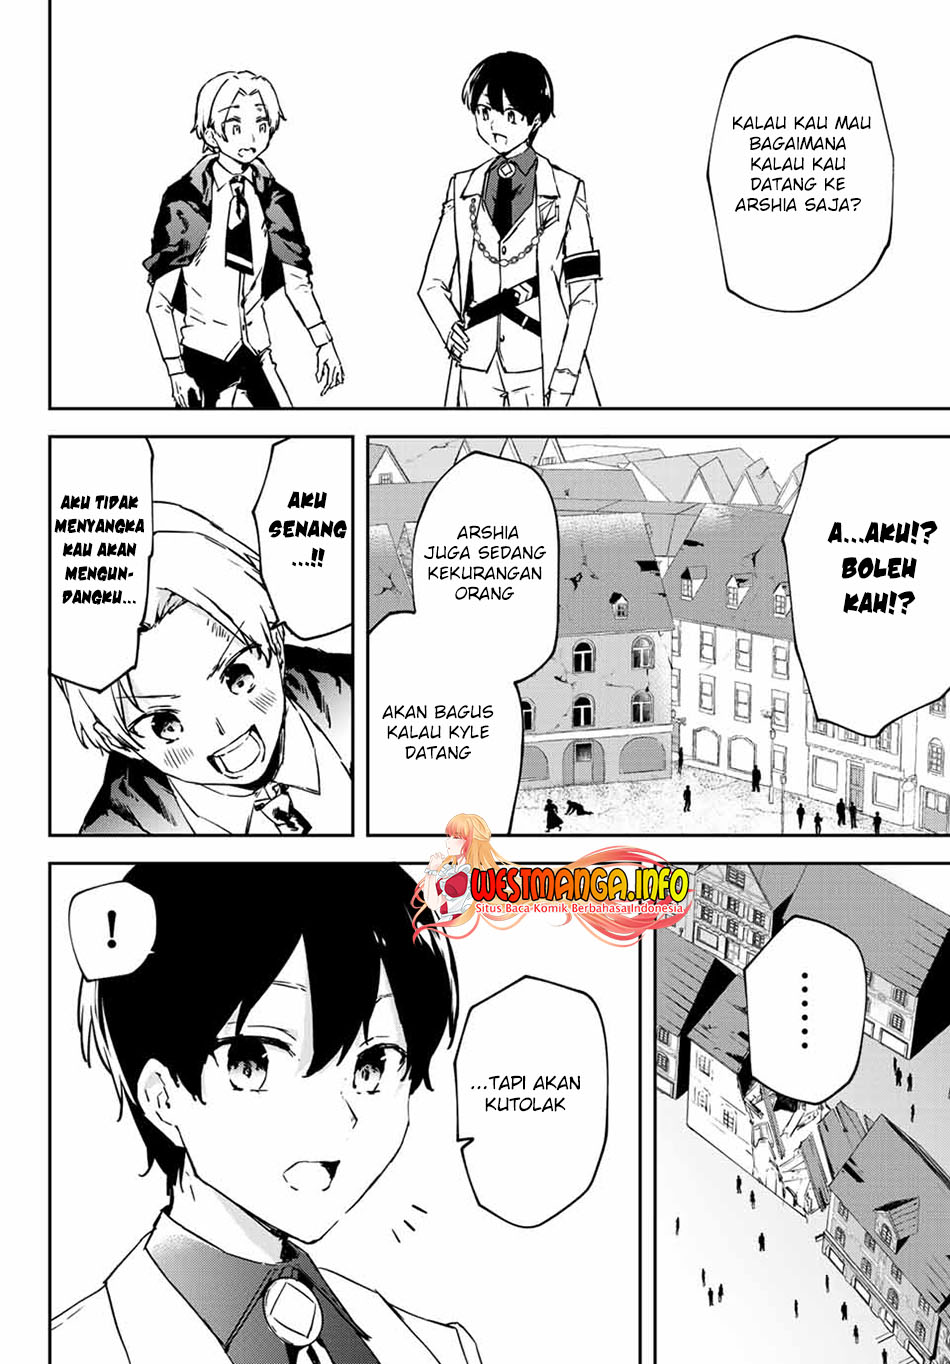 KALAU KAU MAU
BAGAIMANA
KALAU KAU
DATANG KE
ARSHIA SAJA?
A...AKU!?
BOLEH
KAH!?
ARSHIA
JUGA SEDANG
KEKURANGAN
ORANG
AKAN BAGUS
KALAU KYLE
DATANG
AKU
SENANG
...!!
AKU TIDAK
MENYANGKA
KAU AKAN
MENGUN-
DANGKU...
WESTMANGA.INFO
Situs Baca Komik Berbahasa Indonesia
.......
...TAPI AKAN
KUTOLAK
!